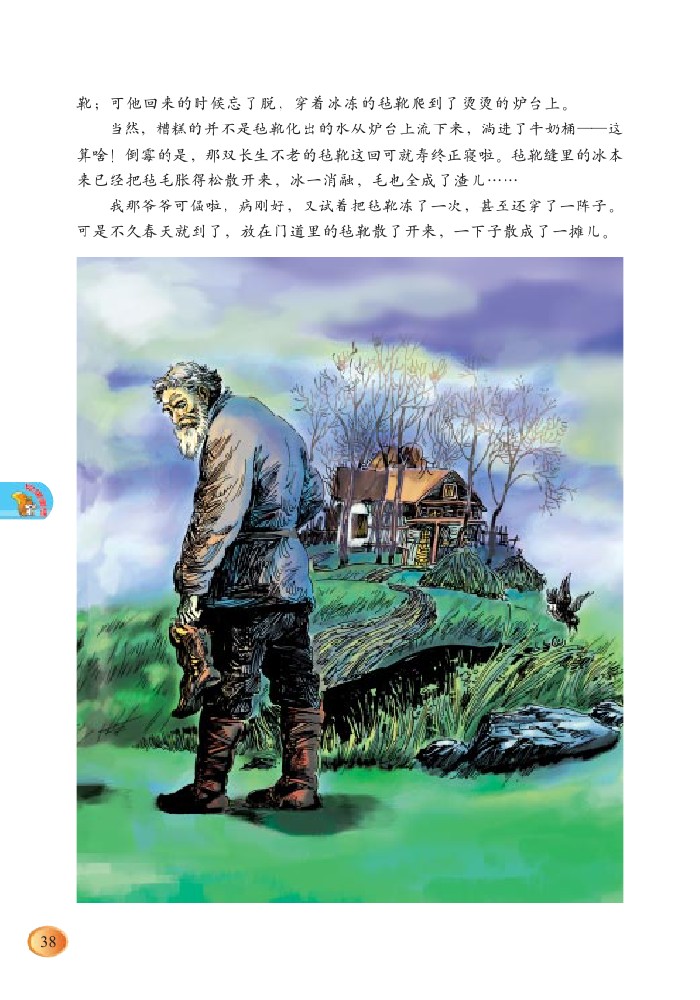 靴；可他回来的时候忘了脱，穿着冰冻的毡靴爬到了烫烫的炉台上。
当然，糟糕的并不是毡靴化出的水从炉台上流下来，淌进了牛奶桶——这
算啥！倒霉的是，那双长生不老的毡靴这回可就寿终正寝啦。毡靴缝里的冰本
来已经把毡毛胀得松散开来，冰一消融，毛也全成了渣儿……
我那爷爷可倔啦，病刚好，又试着把毡靴冻了一次，甚至还穿了一阵子。
可是不久春天就到了，放在门道里的毡靴散了开来，一下子散成了一摊儿。
38